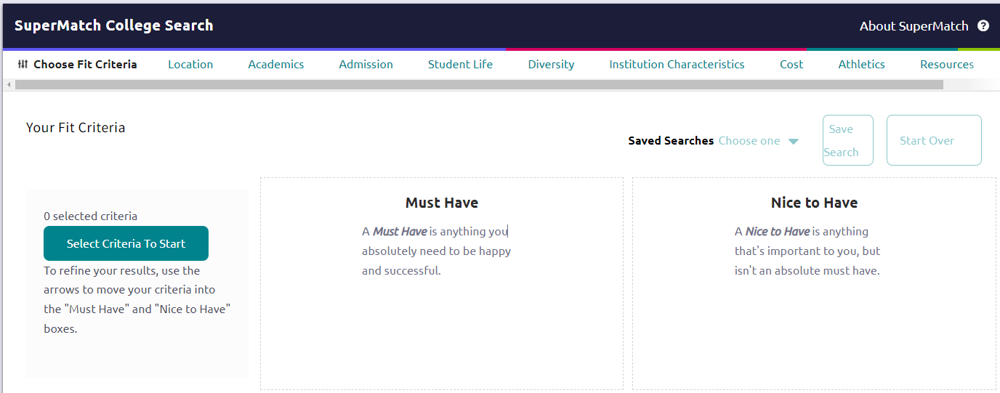 SuperMatch College Search
About SuperMatch ?
Choose Fit Criteria Location Academics Admission Student Life Diversity Institution Characteristics Cost Athletics Resources
Your Fit Criteria
Saved Searches Choose one
Save
Search
Start Over
0 selected criteria
Select Criteria To Start
To refine your results, use the
arrows to move your criteria into
the "Must Have" and "Nice to Have"
boxes.
Must Have
A Must Have is anything you
absolutely need to be happy
and successful.
Nice to Have
A Nice to Have is anything
that's important to you, but
isn't an absolute must have.